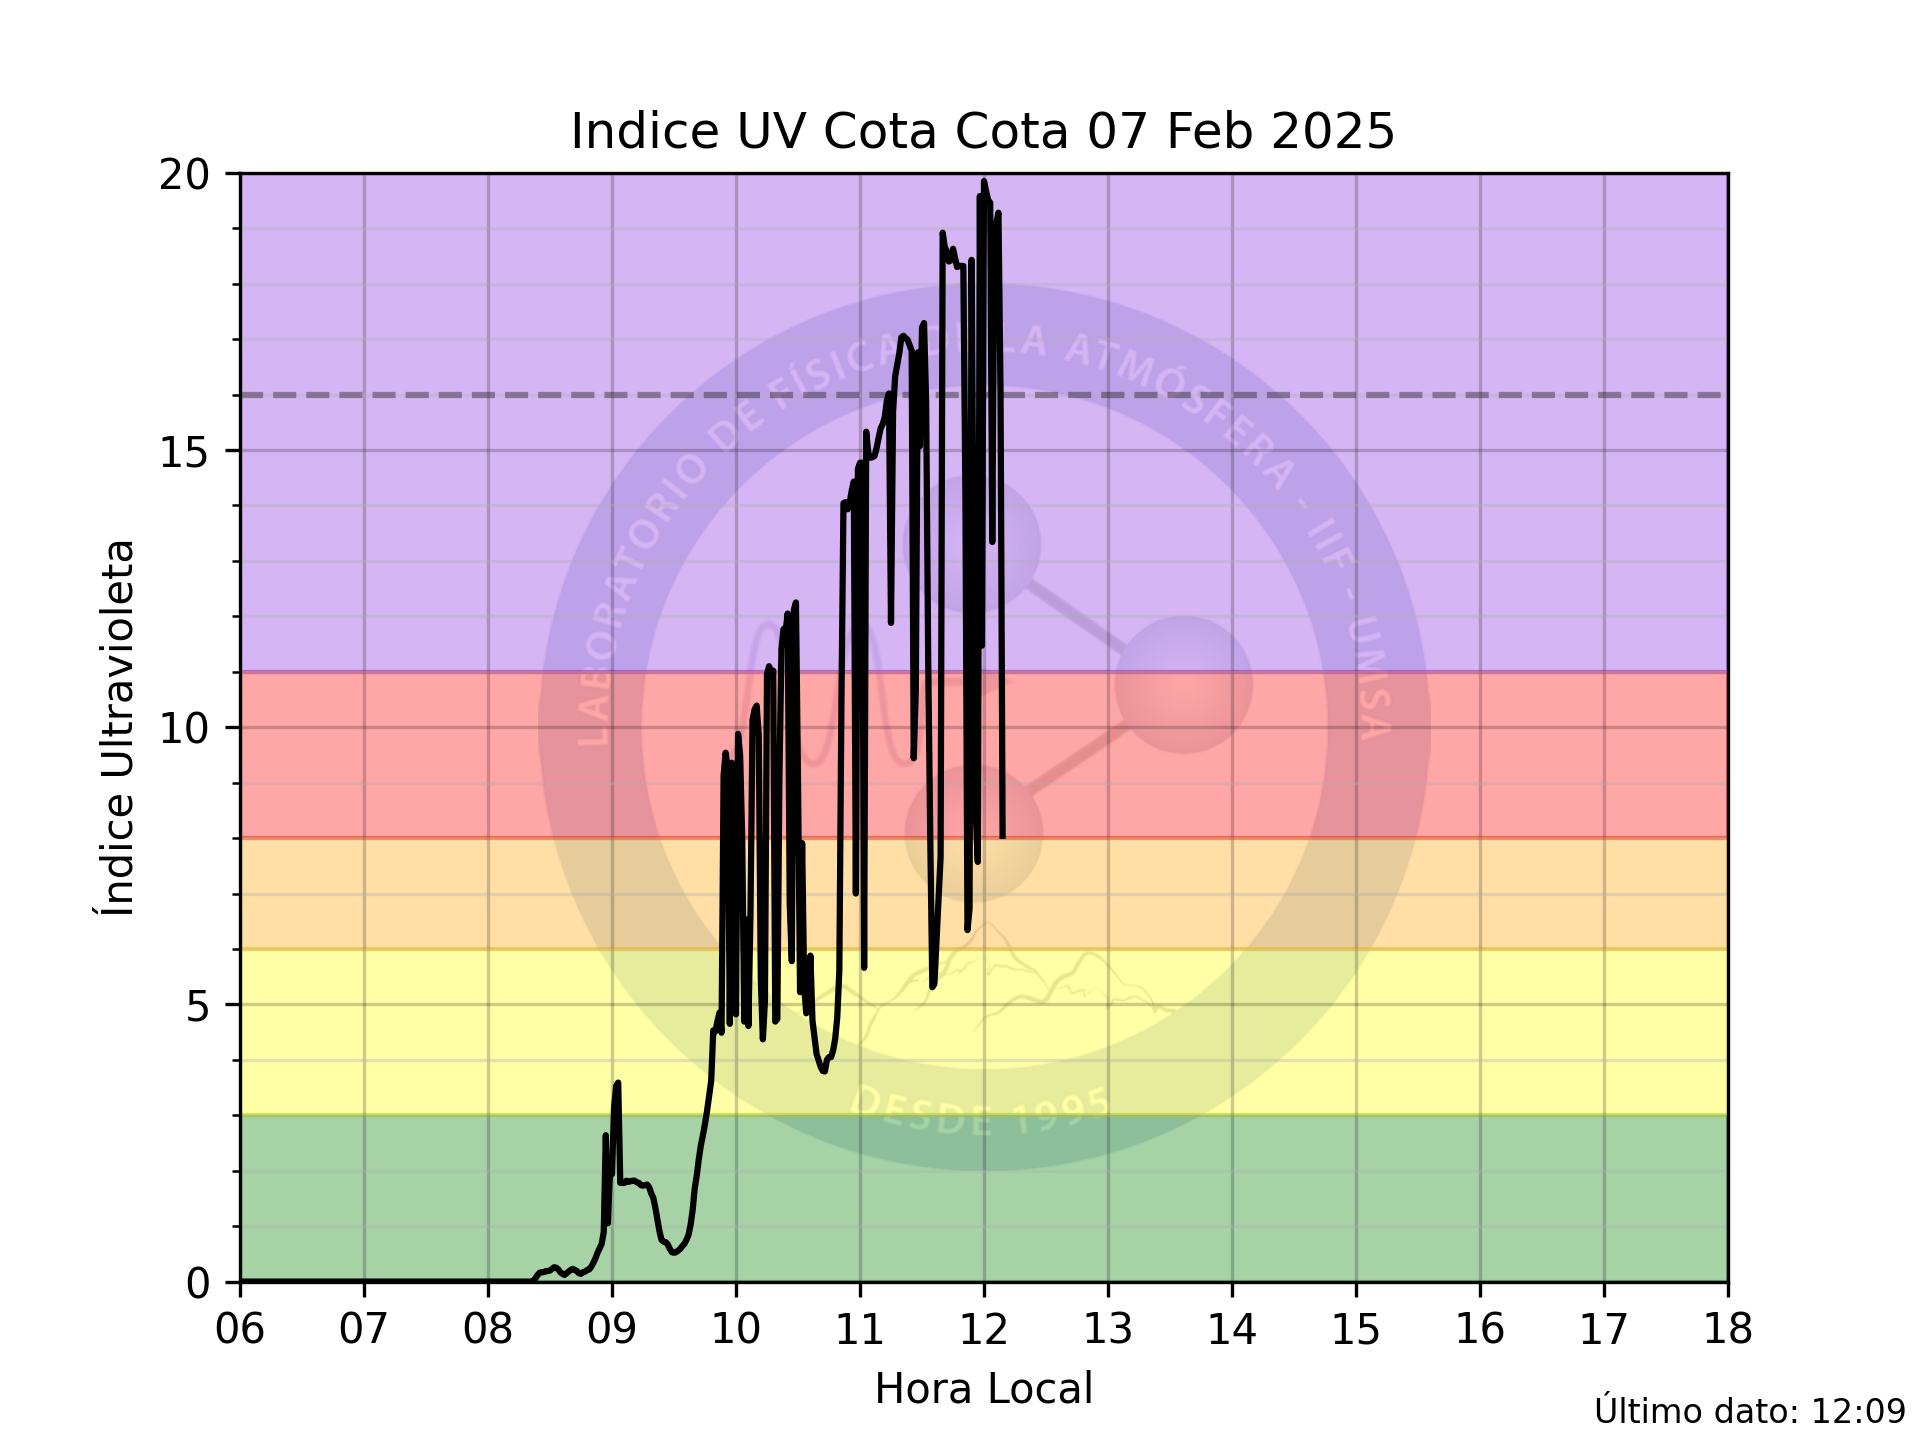 Indice UV Cota Cota 07 Feb 2025
20
15
10
5
0
Índice Ultravioleta
LABORATORIO DE FÍSICA DE LA ATMÓSFERA - IIF - UMSA
DESDE 1995
06 07 08 09 10 11 12 13 14 15 16 17 18
Hora Local
Último dato: 12:09